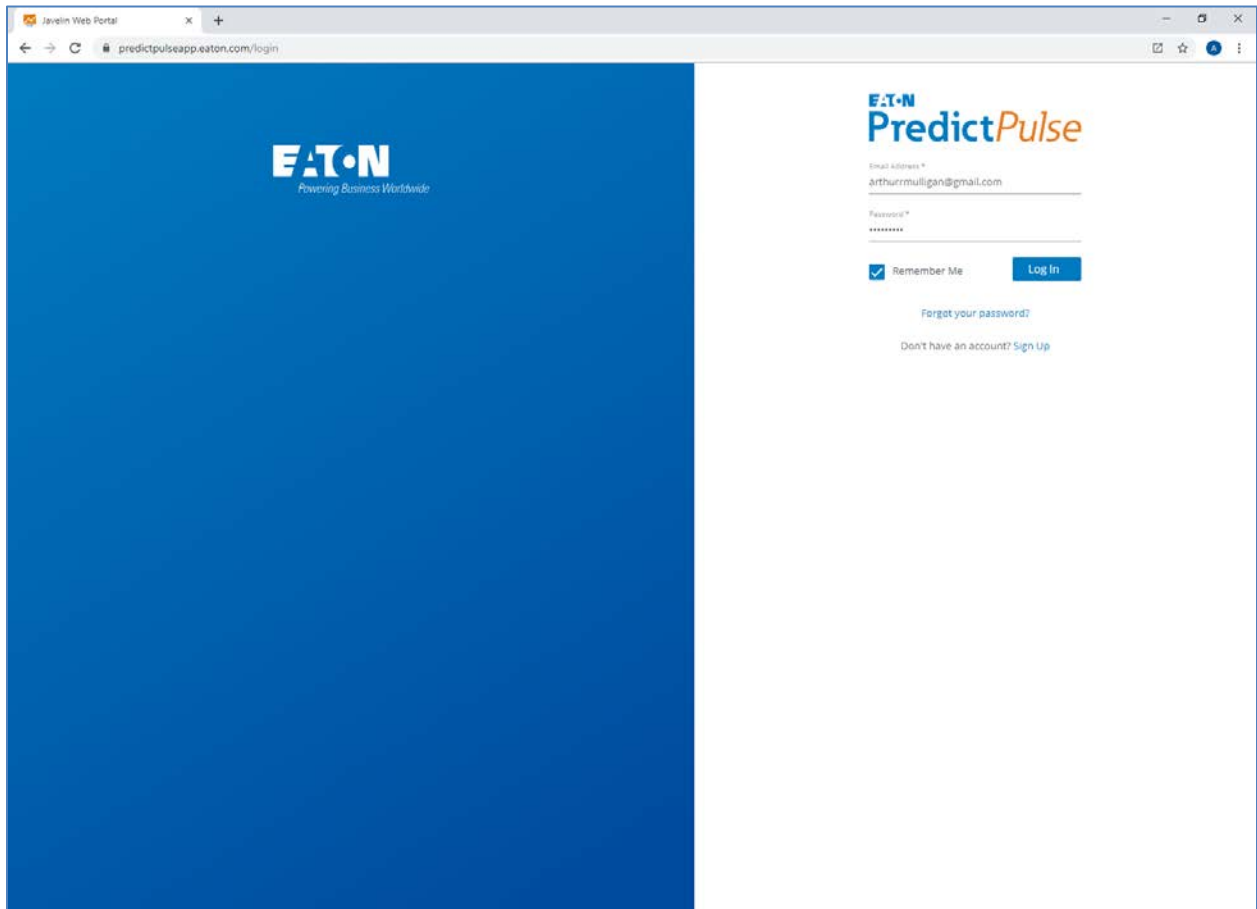 Javelin Web Portal
predictpulseapp.eaton.com/login
A
EATON
Powering Business Worldwide
EATON
PredictPulse
Email Address *
arthurrmulligan@gmail.com
Password *
•••••••••
Remember Me
Log In
Forgot your password?
Don't have an account? Sign Up